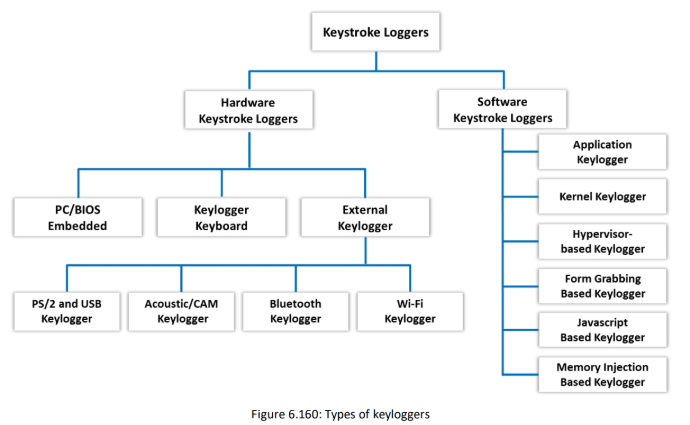 Keystroke Loggers
Hardware
Keystroke Loggers
Software
Keystroke Loggers
PC/BIOS
Embedded
Keylogger
Keyboard
External
Keylogger
PS/2 and USB
Keylogger
Acoustic/CAM
Keylogger
Bluetooth
Keylogger
Wi-Fi
Keylogger
Application
Keylogger
Kernel Keylogger
Hypervisor-
based Keylogger
Form Grabbing
Based Keylogger
Javascript
Based Keylogger
Memory Injection
Based Keylogger
Figure 6.160: Types of keyloggers